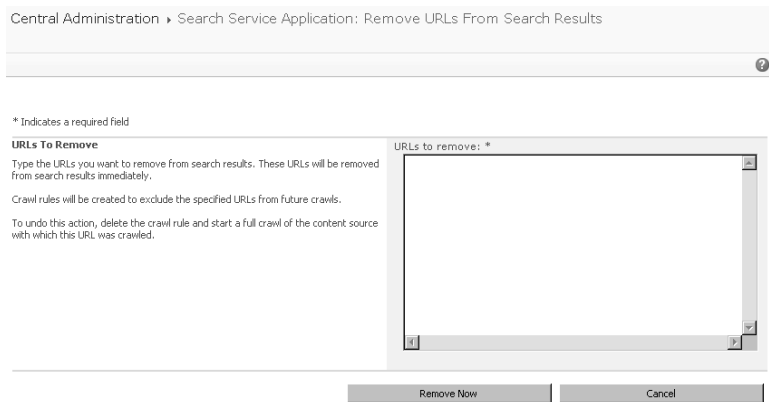 Central Administration ▸ Search Service Application: Remove URLs From Search Results
* Indicates a required field
URLs To Remove
Type the URLs you want to remove from search results. These URLs will be removed
from search results immediately.
Crawl rules will be created to exclude the specified URLs from future crawls.
To undo this action, delete the crawl rule and start a full crawl of the content source
with which this URL was crawled.
URLs to remove: *
Remove Now
Cancel